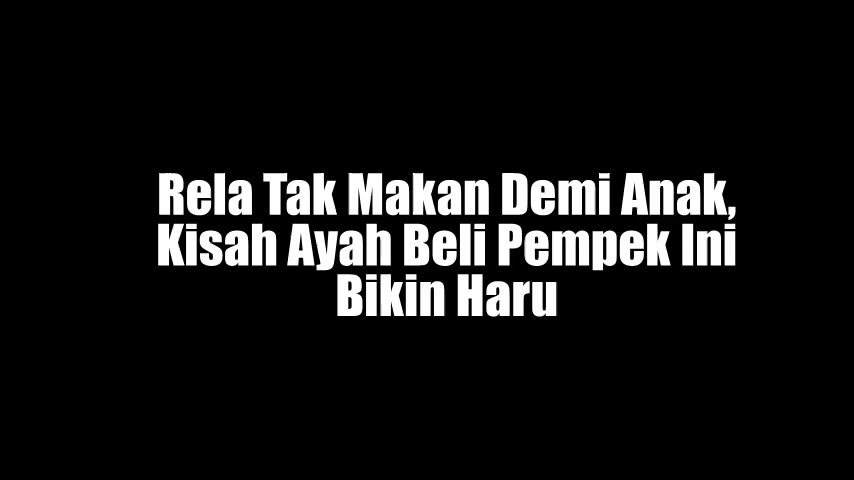 Rela Tak Makan Demi Anak,
Kisah Ayah Beli Pempek Ini
Bikin Haru